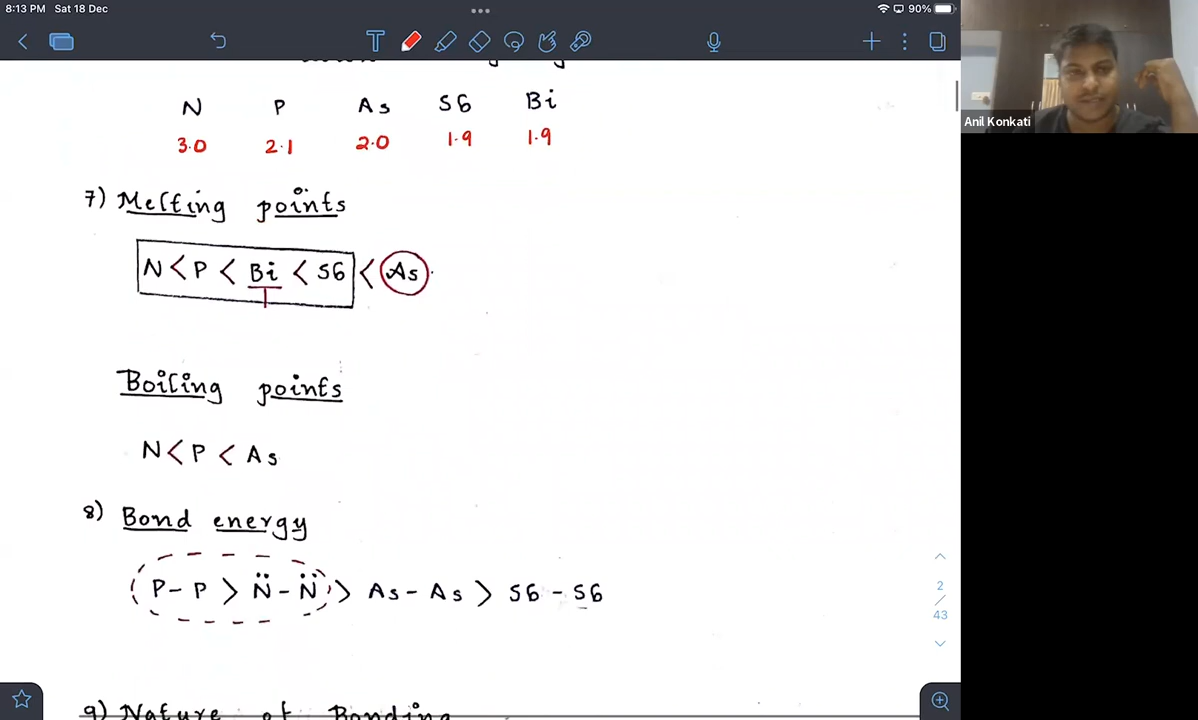 8:13 PM Sat 18 Dec
90%
Anil Konkati
N P As Sb Bi
3.0 2.1 2.0 1.9 1.9
7) Melting points
N < P < Bi < Sb < As
Boiling points
N < P < As
8) Bond energy
P - P > N̈ - N̈ > As - As > Sb - Sb
2
/
43
9) Nature of Bonding